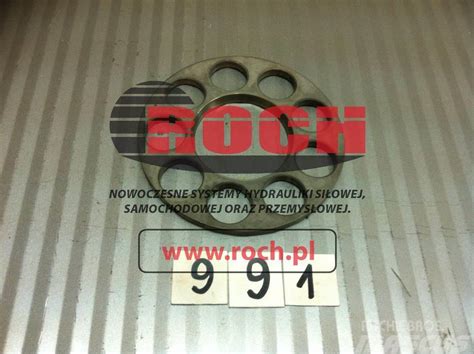 ROCH
NOWOCZESNE SYSTEMY HYDRAULIKI SIŁOWEJ,
SAMOCHODOWEJ ORAZ PRZEMYSŁOWEJ.
www.roch.pl
991